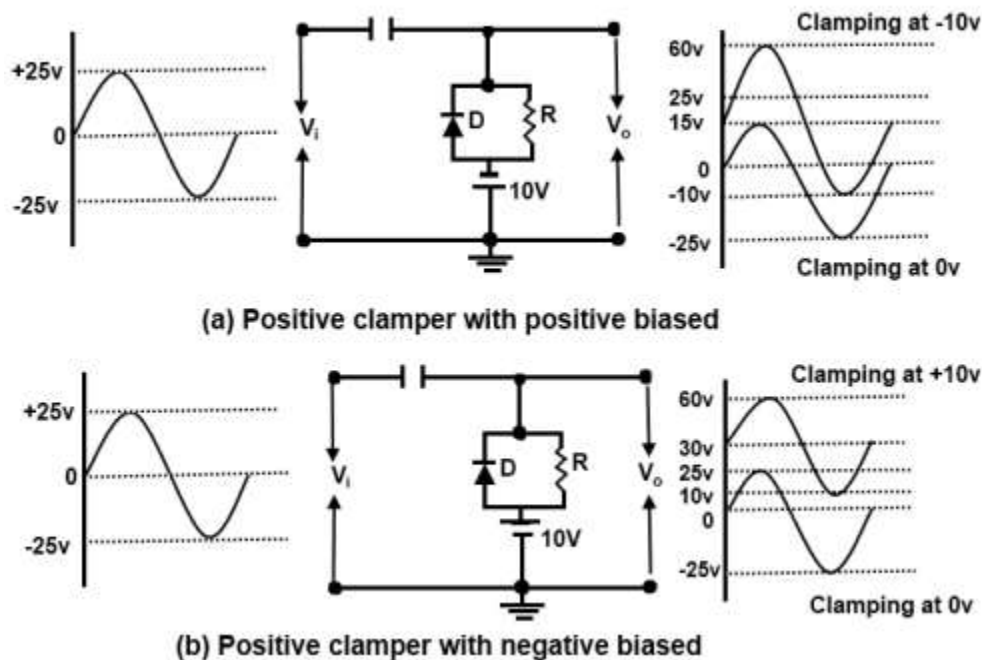 Clamping at -10v
+25v
0
-25v
Vi
D
R
10V
Vo
60v
25v
15v
0
-10v
-25v
Clamping at 0v
(a) Positive clamper with positive biased
Clamping at +10v
+25v
0
-25v
Vi
D
R
10V
Vo
60v
30v
25v
10v
0
-25v
Clamping at 0v
(b) Positive clamper with negative biased